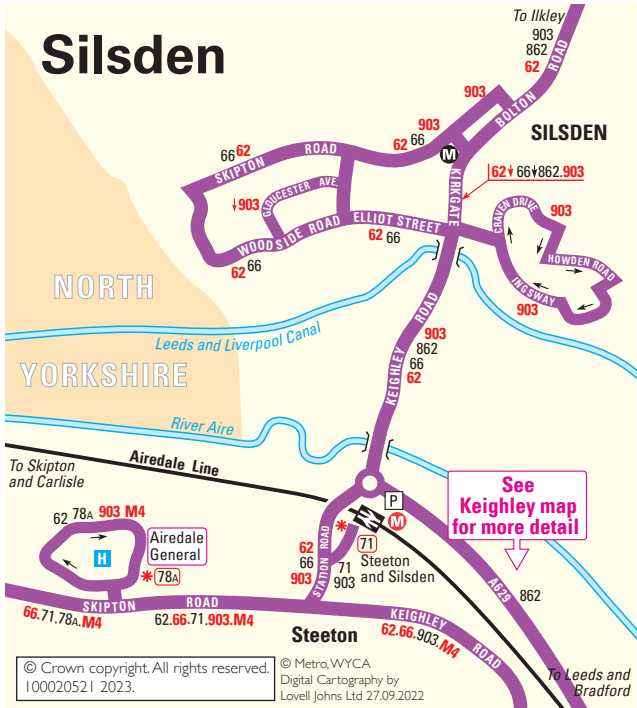 Silsden
To Ilkley
903
862
62
BOLTON ROAD
903
SILSDEN
903
62 66
M
66 62
SKIPTON ROAD
KIRKGATE
62 66 862.903
GLOUCESTER AVE
903
WOODSIDE ROAD
ELLIOT STREET
62 66
62
66
CRAVEN DRIVE
903
HOWDEN ROAD
INGSWAY
903
NORTH
YORKSHIRE
Leeds and Liverpool Canal
KEIGHLEY ROAD
903
862
66
62
River Aire
To Skipton
and Carlisle
Airedale Line
P
See
Keighley map
for more detail
62 78A 903 M4
H
Airedale
General
* 78A
*
M
71
Steeton
and Silsden
62
66
903
STATION ROAD
71
903
A629
862
SKIPTON ROAD
66.71.78A.M4
62.66.71.903.M4
Steeton
KEIGHLEY ROAD
62.66.903.M4
To Leeds and
Bradford
© Crown copyright. All rights reserved.
100020521 2023.
© Metro, WYCA
Digital Cartography by
Lovell Johns Ltd 27.09.2022